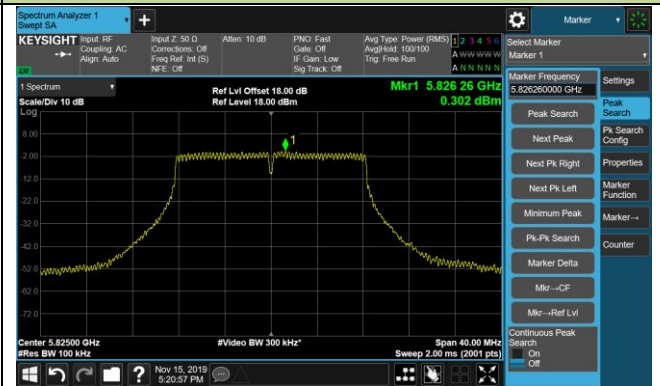 Spectrum Analyzer 1
Swept SA
Marker
KEYSIGHT
Input: RF
Coupling: AC
Align: Auto
Input Z: 50 Ω
Corrections: Off
Freq Ref: Int (S)
NFE: Off
Atten: 10 dB
PNO: Fast
Gate: Off
IF Gain: Low
Sig Track: Off
Avg Type: Power (RMS)
Avg|Hold: 100/100
Trig: Free Run
1 2 3 4 5 6
A W W W W W
A N N N N N
Select Marker
Marker 1
1 Spectrum
Scale/Div 10 dB
Log
Ref Lvl Offset 18.00 dB
Ref Level 18.00 dBm
Mkr1 5.826 26 GHz
0.302 dBm
8.00
-2.00
-12.0
-22.0
-32.0
-42.0
-52.0
-62.0
-72.0
1
Center 5.82500 GHz
#Res BW 100 kHz
#Video BW 300 kHz*
Span 40.00 MHz
Sweep 2.00 ms (2001 pts)
Marker Frequency
5.826260000 GHz
Peak Search
Next Peak
Next Pk Right
Next Pk Left
Minimum Peak
Pk-Pk Search
Marker Delta
Mkr→CF
Mkr→Ref Lvl
Continuous Peak
Search
On
Off
Settings
Peak
Search
Pk Search
Config
Properties
Marker
Function
Marker→
Counter
Nov 15, 2019
5:20:57 PM